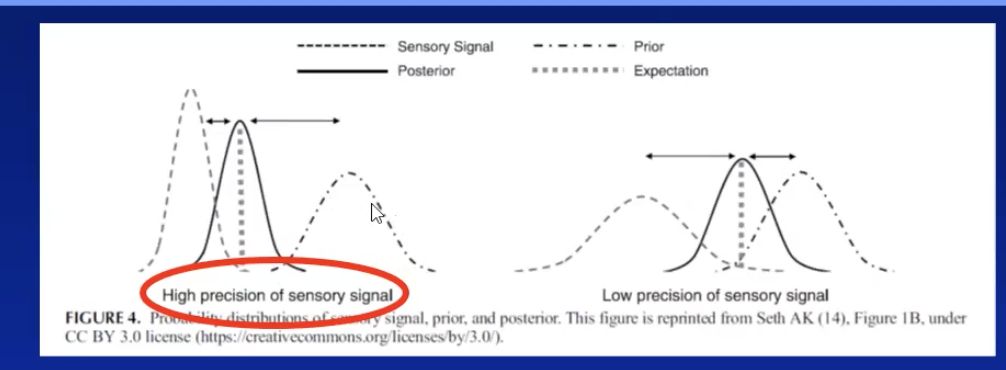 Sensory Signal
Prior
Posterior
Expectation
High precision of sensory signal
Low precision of sensory signal
FIGURE 4. Probability distributions of sensory signal, prior, and posterior. This figure is reprinted from Seth AK (14), Figure 1B, under
CC BY 3.0 license (https://creativecommons.org/licenses/by/3.0/).